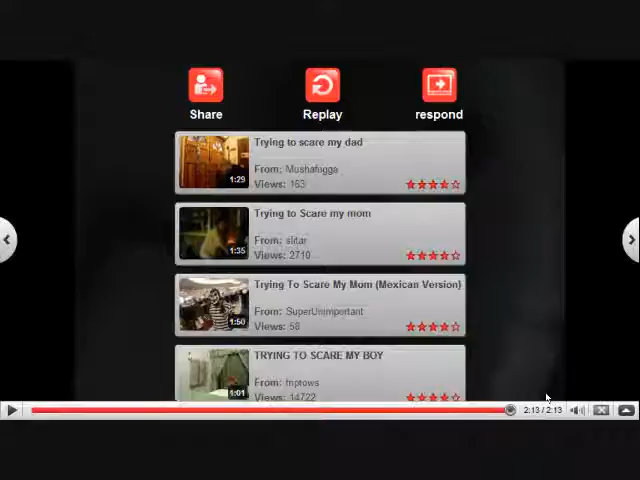 Share
Replay
respond
Trying to scare my dad
From: Mushafugga
Views: 163
1:29
Trying to Scare my mom
From: slitar
Views: 2710
1:35
Trying To Scare My Mom (Mexican Version)
From: SuperUnimportant
Views: 58
1:50
TRYING TO SCARE MY BOY
From:
Views: 14722
1:01
2:13 / 2:13